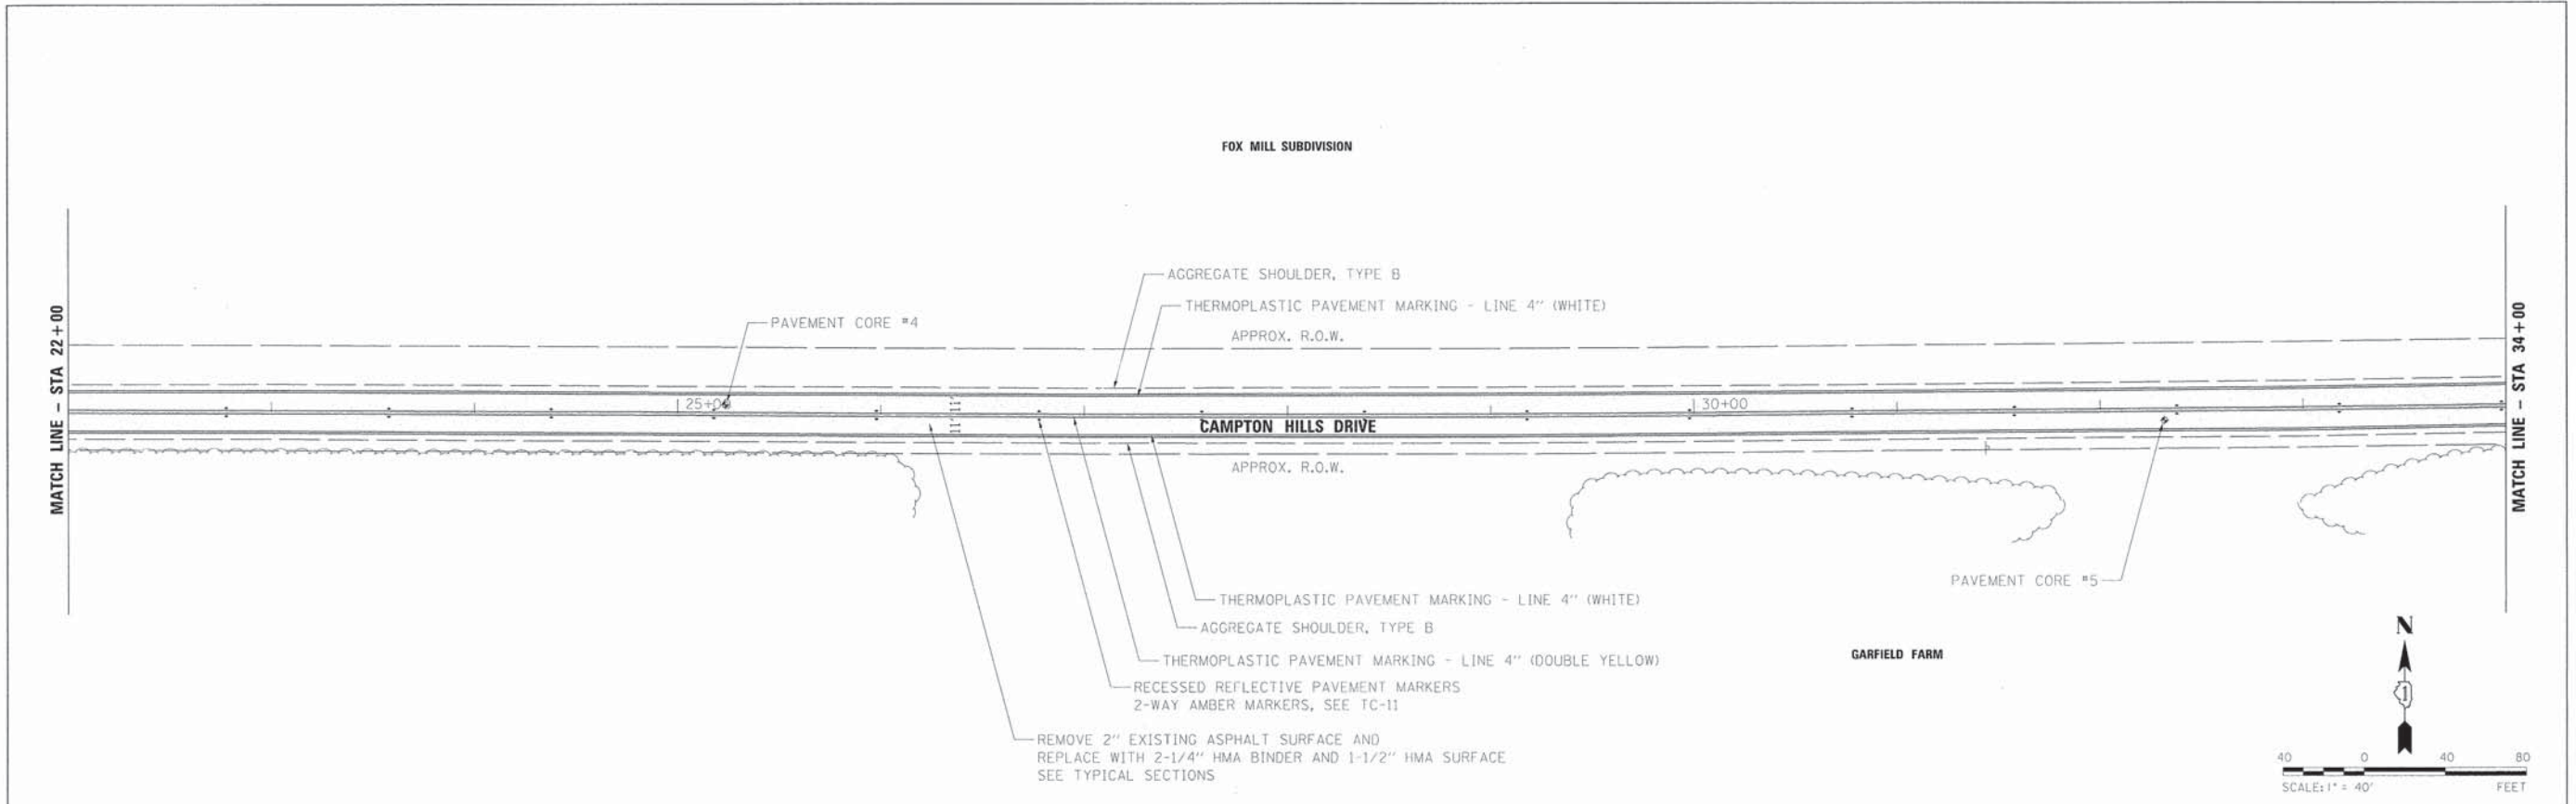 FOX MILL SUBDIVISION
AGGREGATE SHOULDER, TYPE B
THERMOPLASTIC PAVEMENT MARKING - LINE 4" (WHITE)
APPROX. R.O.W.
PAVEMENT CORE #4
MATCH LINE - STA 22+00
MATCH LINE - STA 34+00
25+00
11' 11'
30+00
CAMPTON HILLS DRIVE
APPROX. R.O.W.
THERMOPLASTIC PAVEMENT MARKING - LINE 4" (WHITE)
PAVEMENT CORE #5
AGGREGATE SHOULDER, TYPE B
THERMOPLASTIC PAVEMENT MARKING - LINE 4" (DOUBLE YELLOW)
GARFIELD FARM
RECESSED REFLECTIVE PAVEMENT MARKERS
2-WAY AMBER MARKERS, SEE TC-11
REMOVE 2" EXISTING ASPHALT SURFACE AND
REPLACE WITH 2-1/4" HMA BINDER AND 1-1/2" HMA SURFACE
SEE TYPICAL SECTIONS
N
1
40 0 40 80
SCALE: 1" = 40' FEET